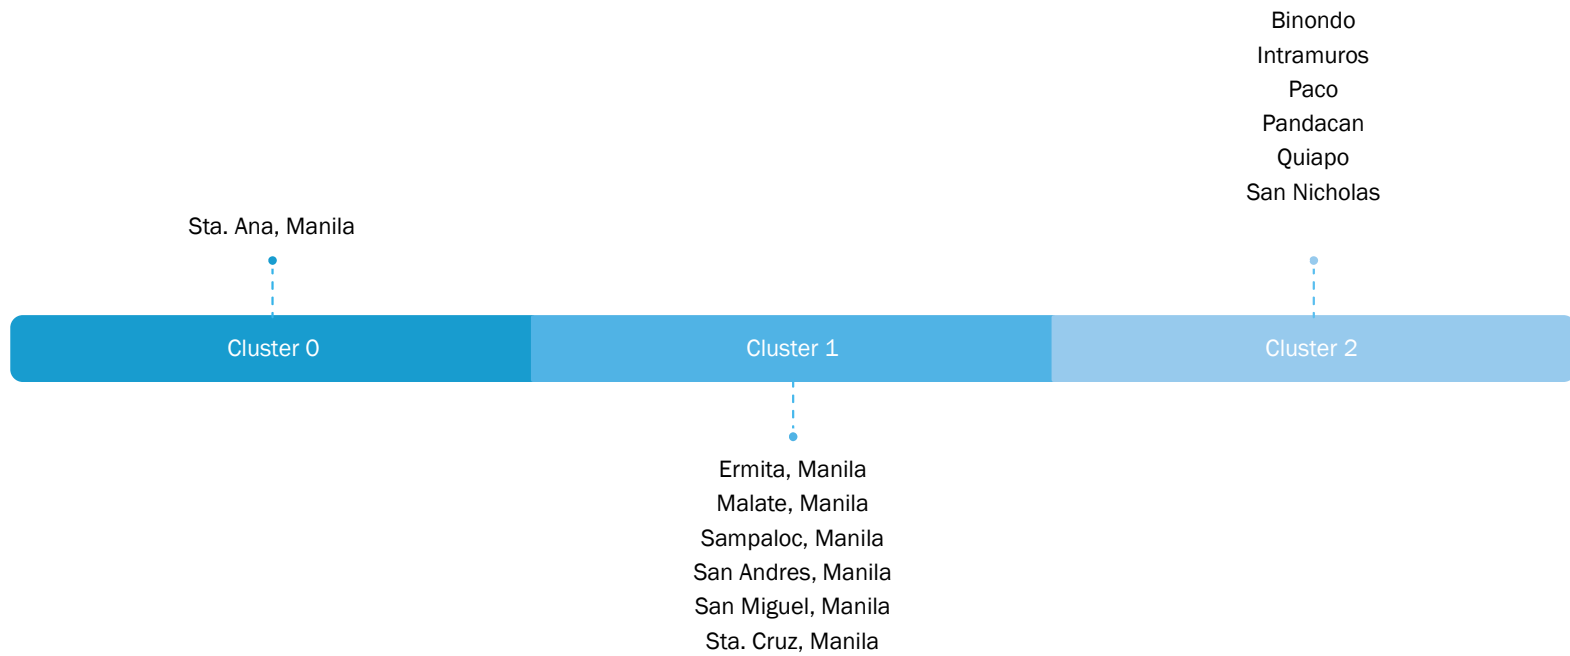 Binondo
Intramuros
Paco
Pandacan
Quiapo
San Nicholas
Sta. Ana, Manila
Cluster 0
Cluster 1
Cluster 2
Ermita, Manila
Malate, Manila
Sampaloc, Manila
San Andres, Manila
San Miguel, Manila
Sta. Cruz, Manila